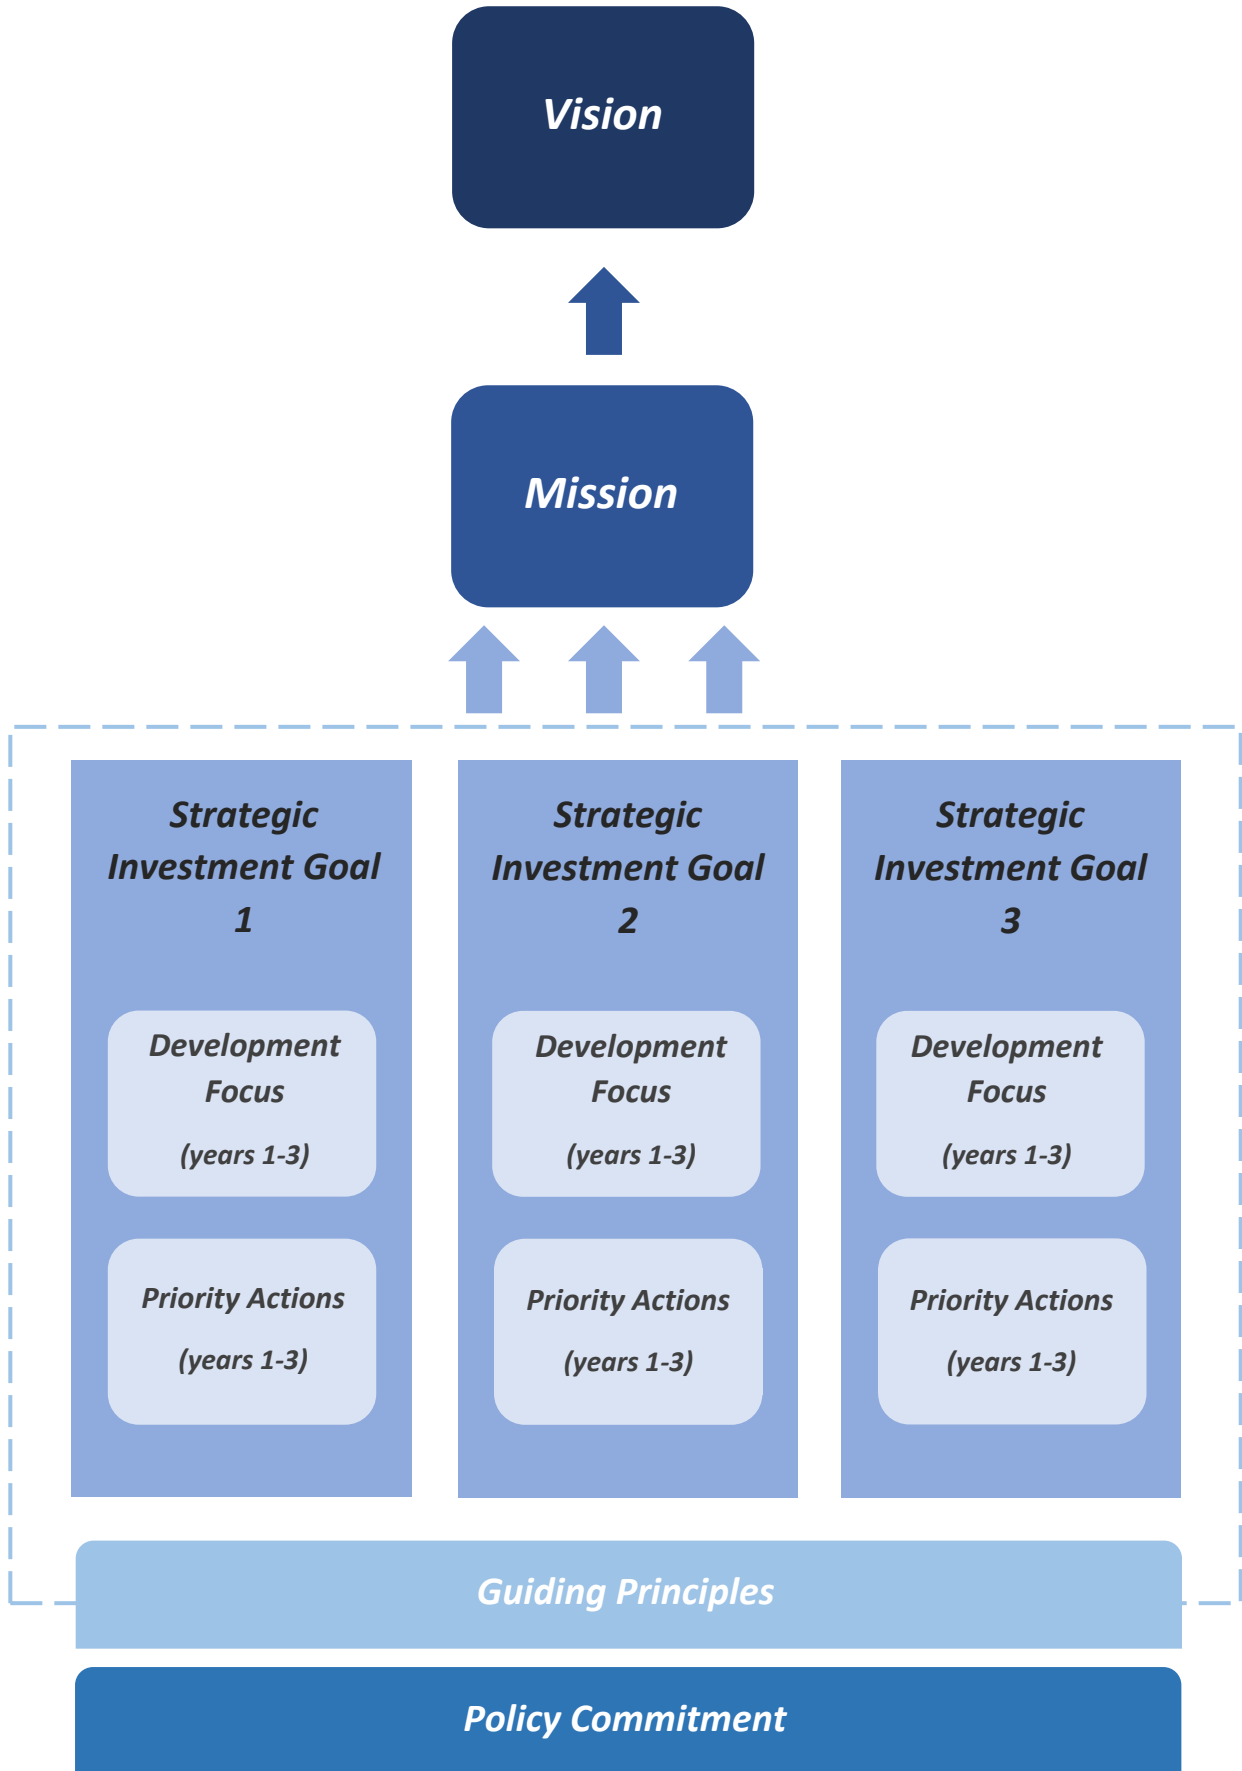 Vision
Mission
Strategic
Investment Goal
1
Development
Focus
(years 1-3)
Priority Actions
(years 1-3)
Strategic
Investment Goal
2
Development
Focus
(years 1-3)
Priority Actions
(years 1-3)
Strategic
Investment Goal
3
Development
Focus
(years 1-3)
Priority Actions
(years 1-3)
Guiding Principles
Policy Commitment